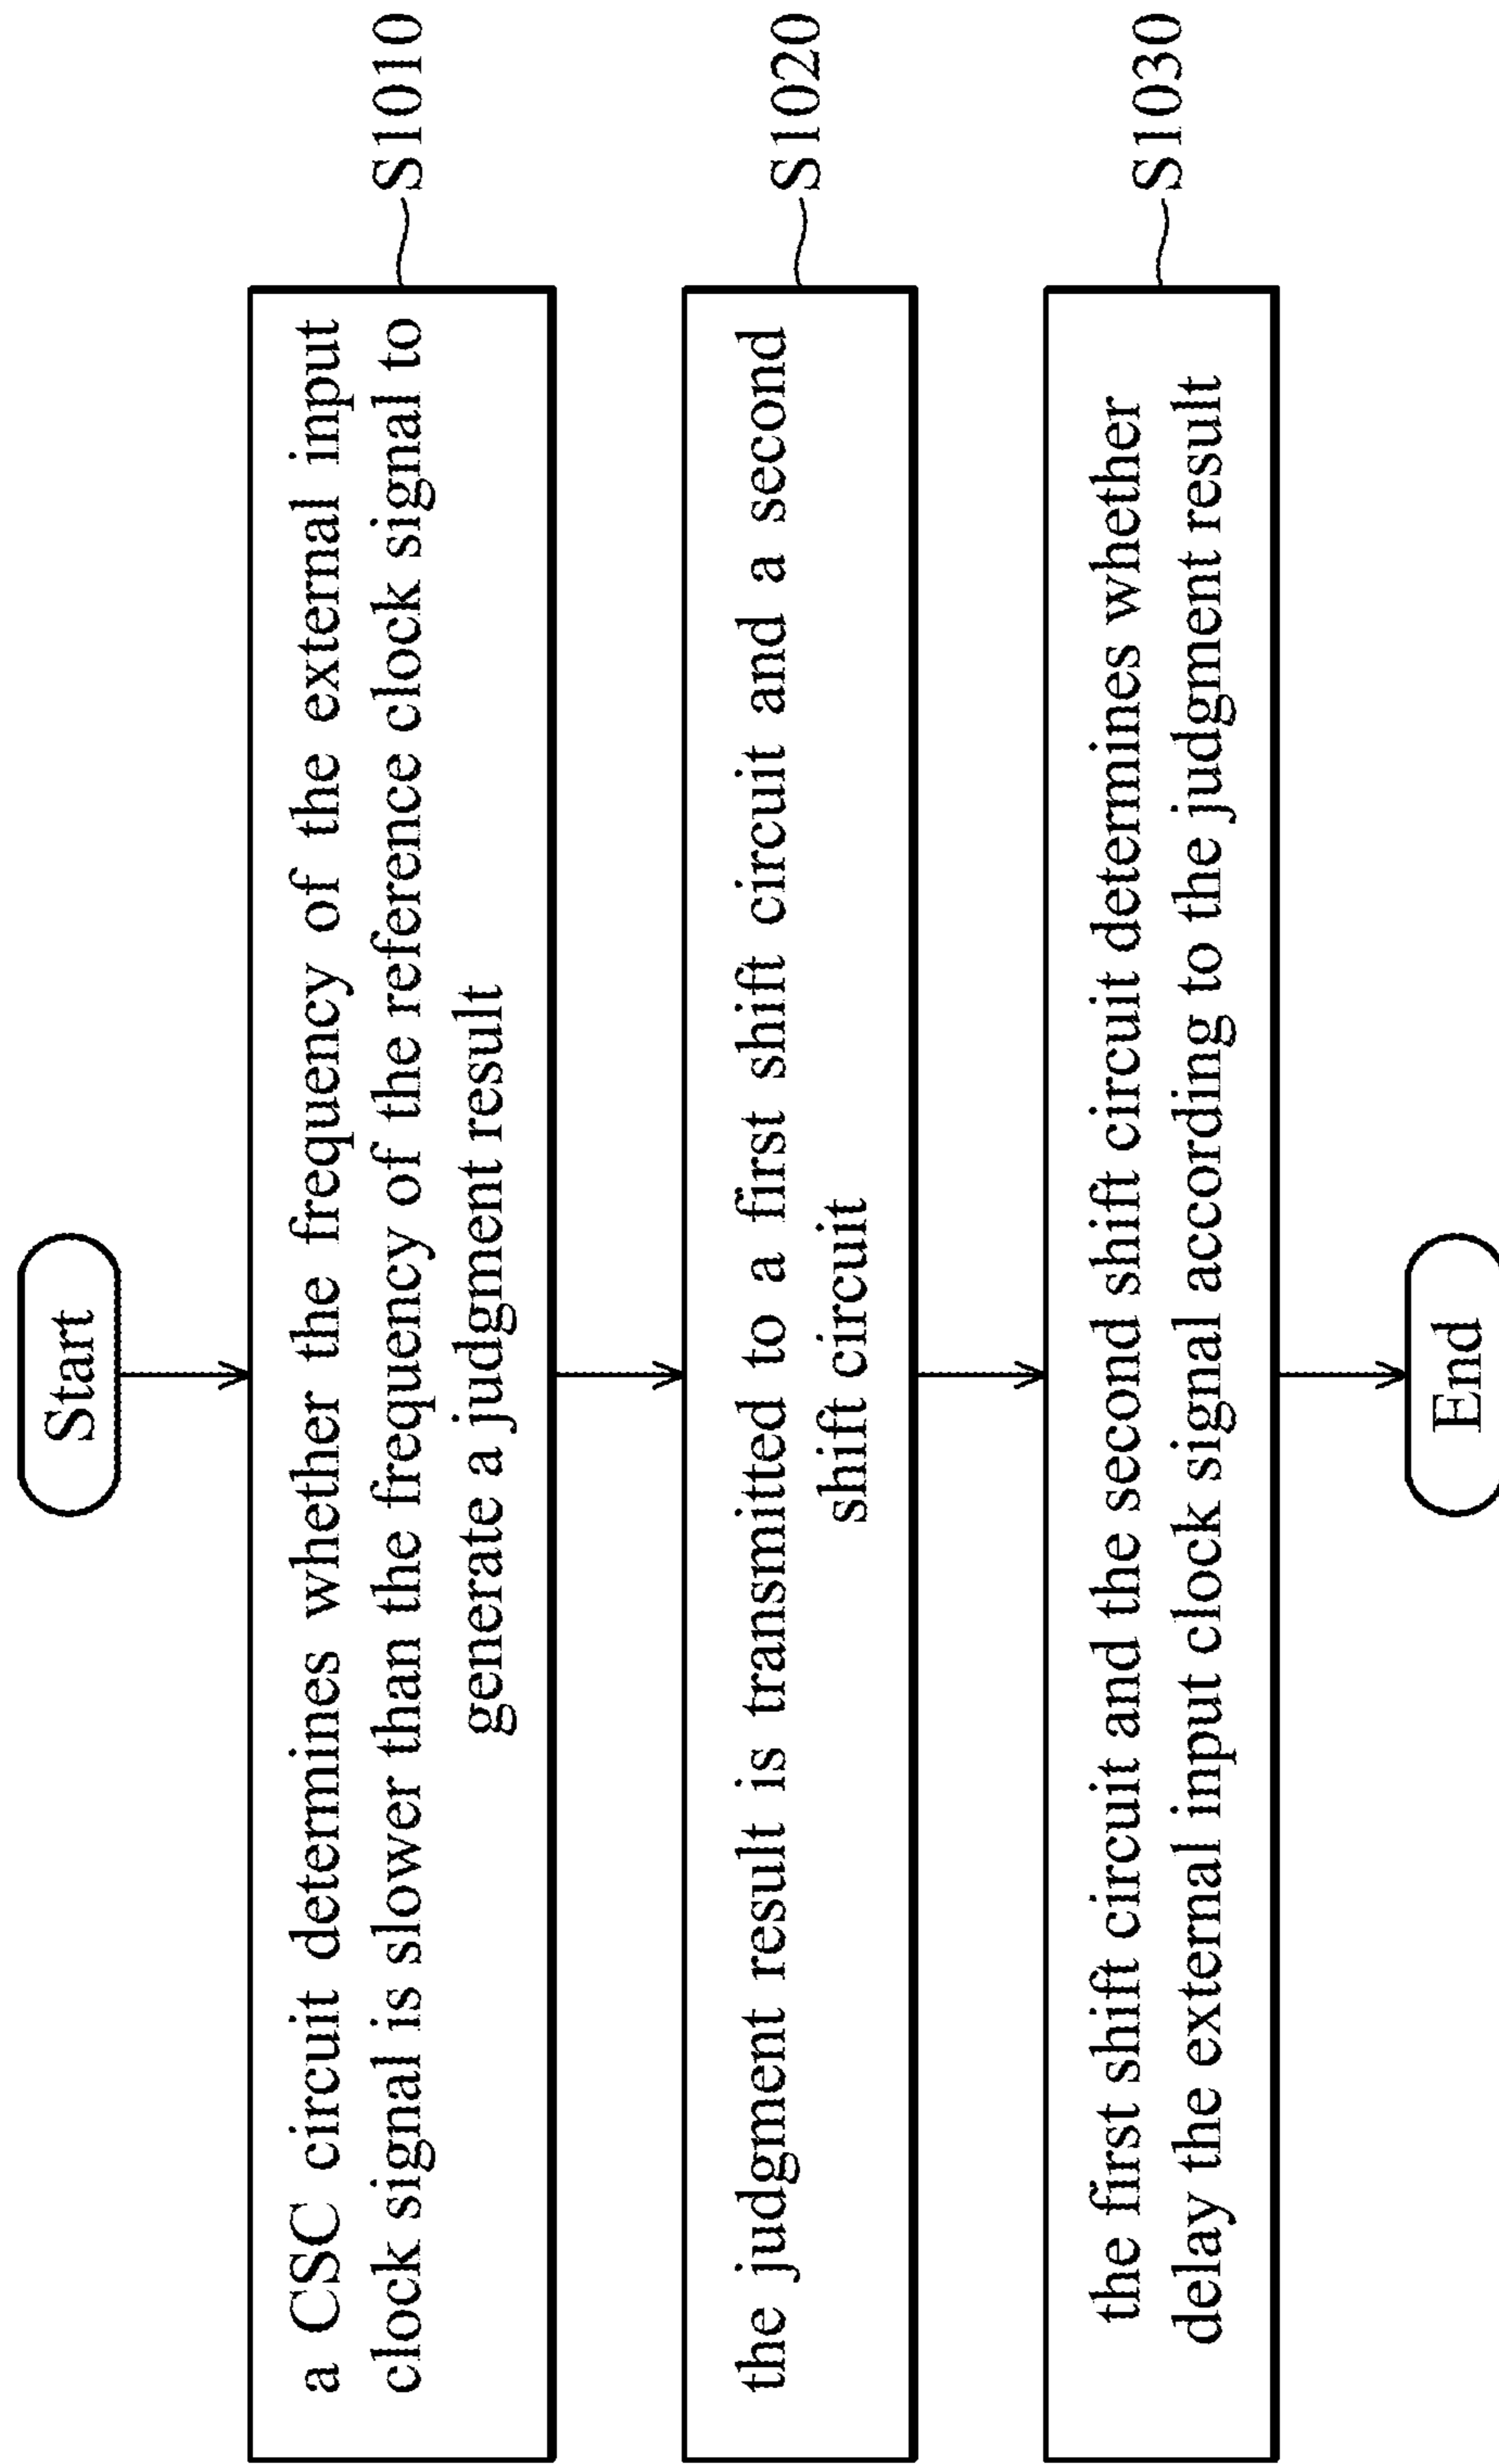 Start
a CSC circuit determines whether the frequency of the external input
clock signal is slower than the frequency of the reference clock signal to
generate a judgment result
S1010
the judgment result is transmitted to a first shift circuit and a second
shift circuit
S1020
the first shift circuit and the second shift circuit determines whether
delay the external input clock signal according to the judgment result
S1030
End